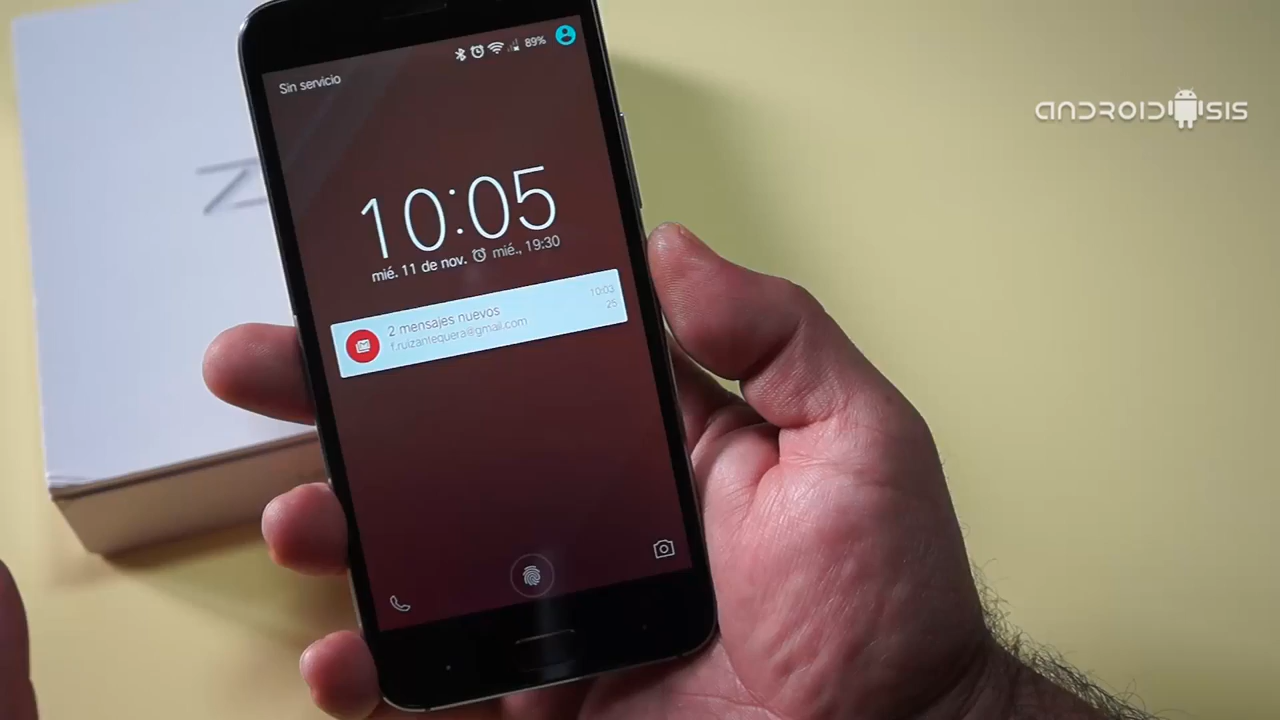 89%
Sin servicio
ANDROIDSIS
10:05
mié. 11 de nov. mié., 19:30
2 mensajes nuevos 10:03
f.ruizantequera@gmail.com 25